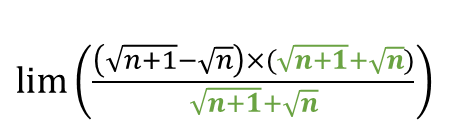 lim ( ((√n+1−√n)×(√n+1+√n)) / (√n+1+√n) )